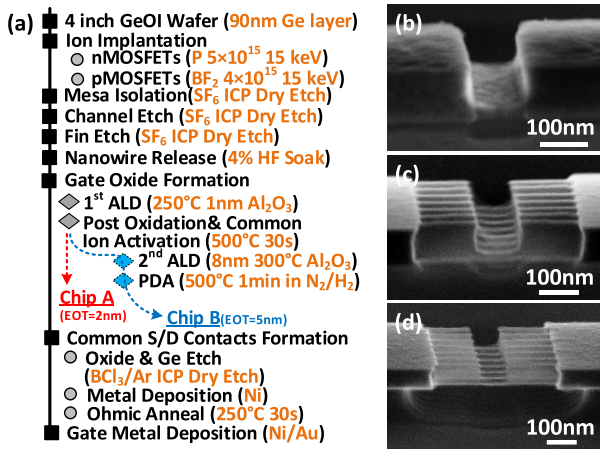 (a)
4 inch GeOI Wafer (90nm Ge layer)
Ion Implantation
nMOSFETs (P 5×10¹⁵ 15 keV)
pMOSFETs (BF₂ 4×10¹⁵ 15 keV)
Mesa Isolation(SF₆ ICP Dry Etch)
Channel Etch (SF₆ ICP Dry Etch)
Fin Etch (SF₆ ICP Dry Etch)
Nanowire Release (4% HF Soak)
Gate Oxide Formation
1ˢᵗ ALD (250°C 1nm Al₂O₃)
Post Oxidation& Common
Ion Activation (500°C 30s)
2ⁿᵈ ALD (8nm 300°C Al₂O₃)
PDA (500°C 1min in N₂/H₂)
Chip A
(EOT=2nm)
Chip B(EOT=5nm)
Common S/D Contacts Formation
Oxide & Ge Etch
(BCl₃/Ar ICP Dry Etch)
Metal Deposition (Ni)
Ohmic Anneal (250°C 30s)
Gate Metal Deposition (Ni/Au)
(b)
100nm
(c)
100nm
(d)
100nm